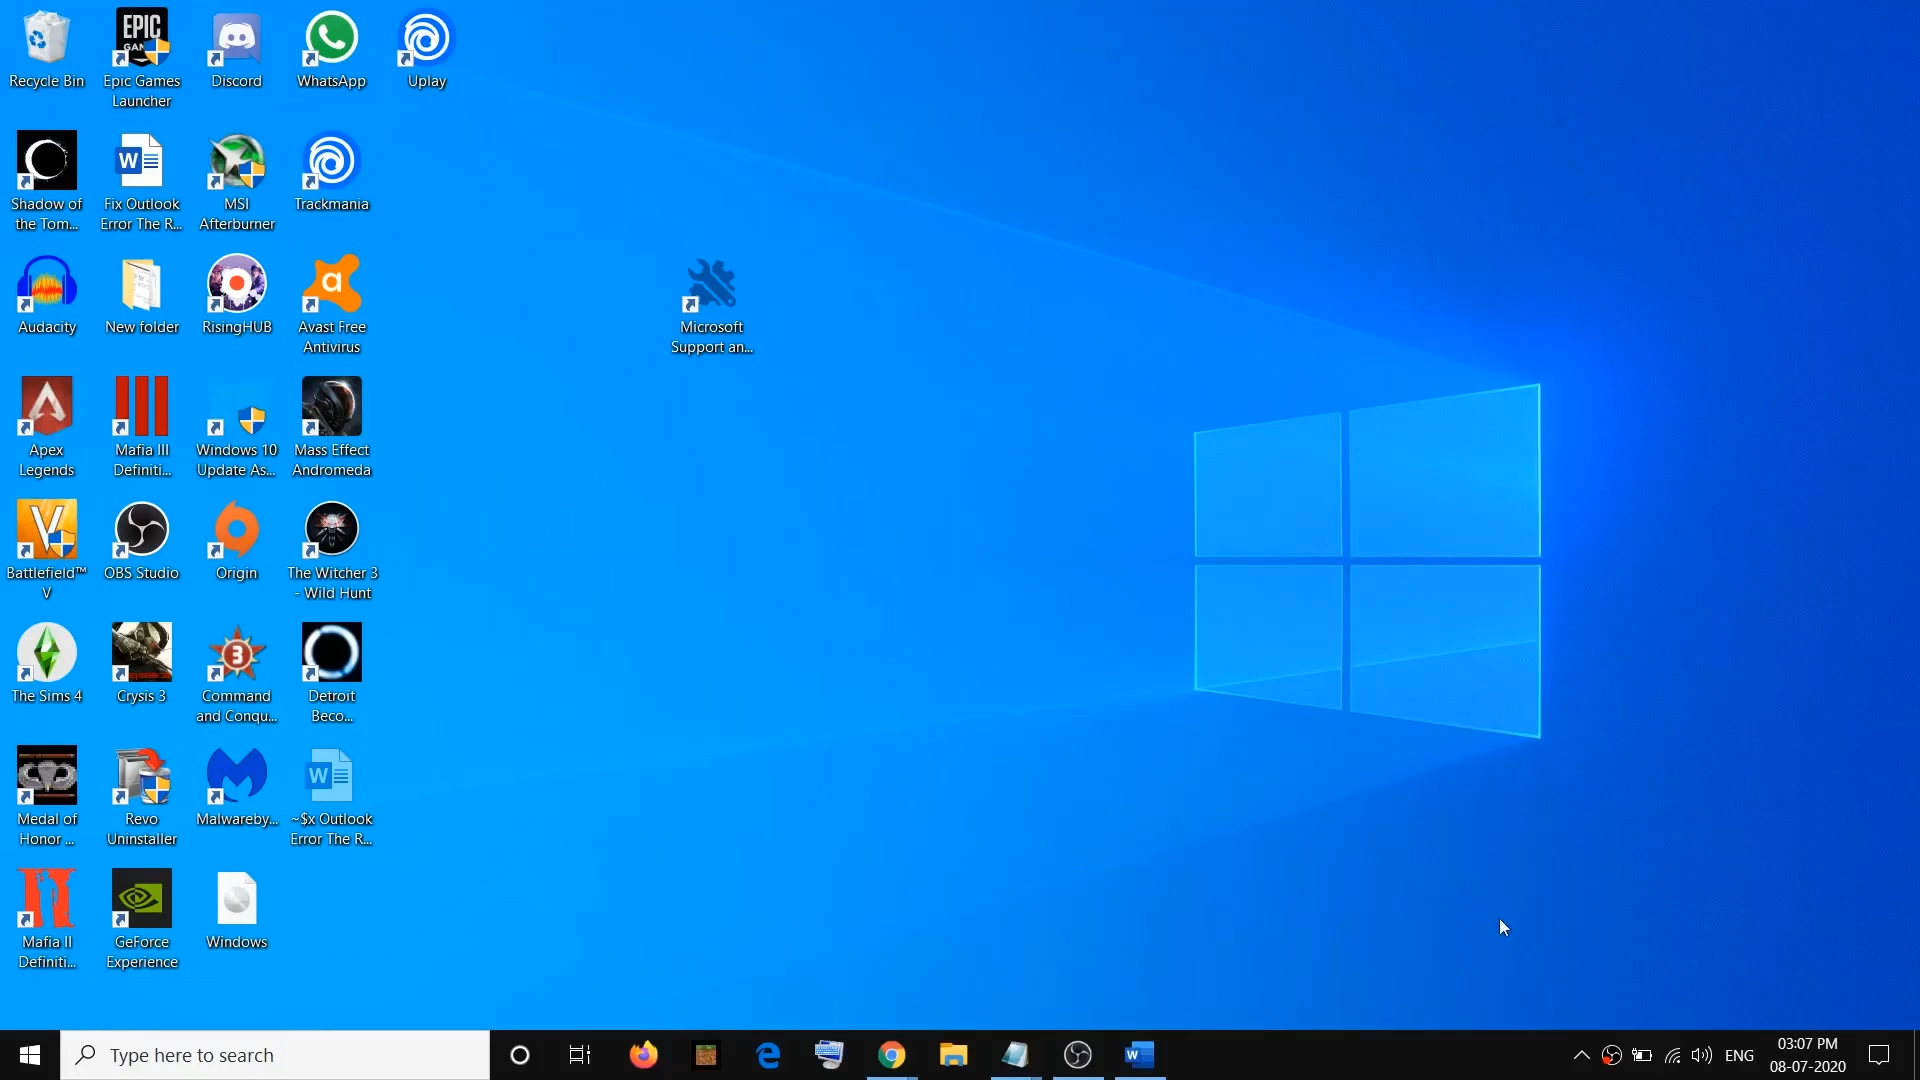 Recycle Bin
EPIC
GAMES
Epic Games
Launcher
Discord
WhatsApp
Uplay
Shadow of
the Tom...
W
Fix Outlook
Error The R...
MSI
Afterburner
Trackmania
Audacity
New folder
RisingHUB
a
Avast Free
Antivirus
Microsoft
Support an...
Apex
Legends
Mafia III
Definiti...
Windows 10
Update As...
Mass Effect
Andromeda
V
Battlefield™
V
OBS Studio
Origin
The Witcher 3
- Wild Hunt
The Sims 4
Crysis 3
3
Command
and Conqu...
Detroit
Beco...
Medal of
Honor ...
Revo
Uninstaller
Malwareby...
W
~$x Outlook
Error The R...
Mafia II
Definiti...
GeForce
Experience
Windows
Type here to search
W
ENG
03:07 PM
08-07-2020